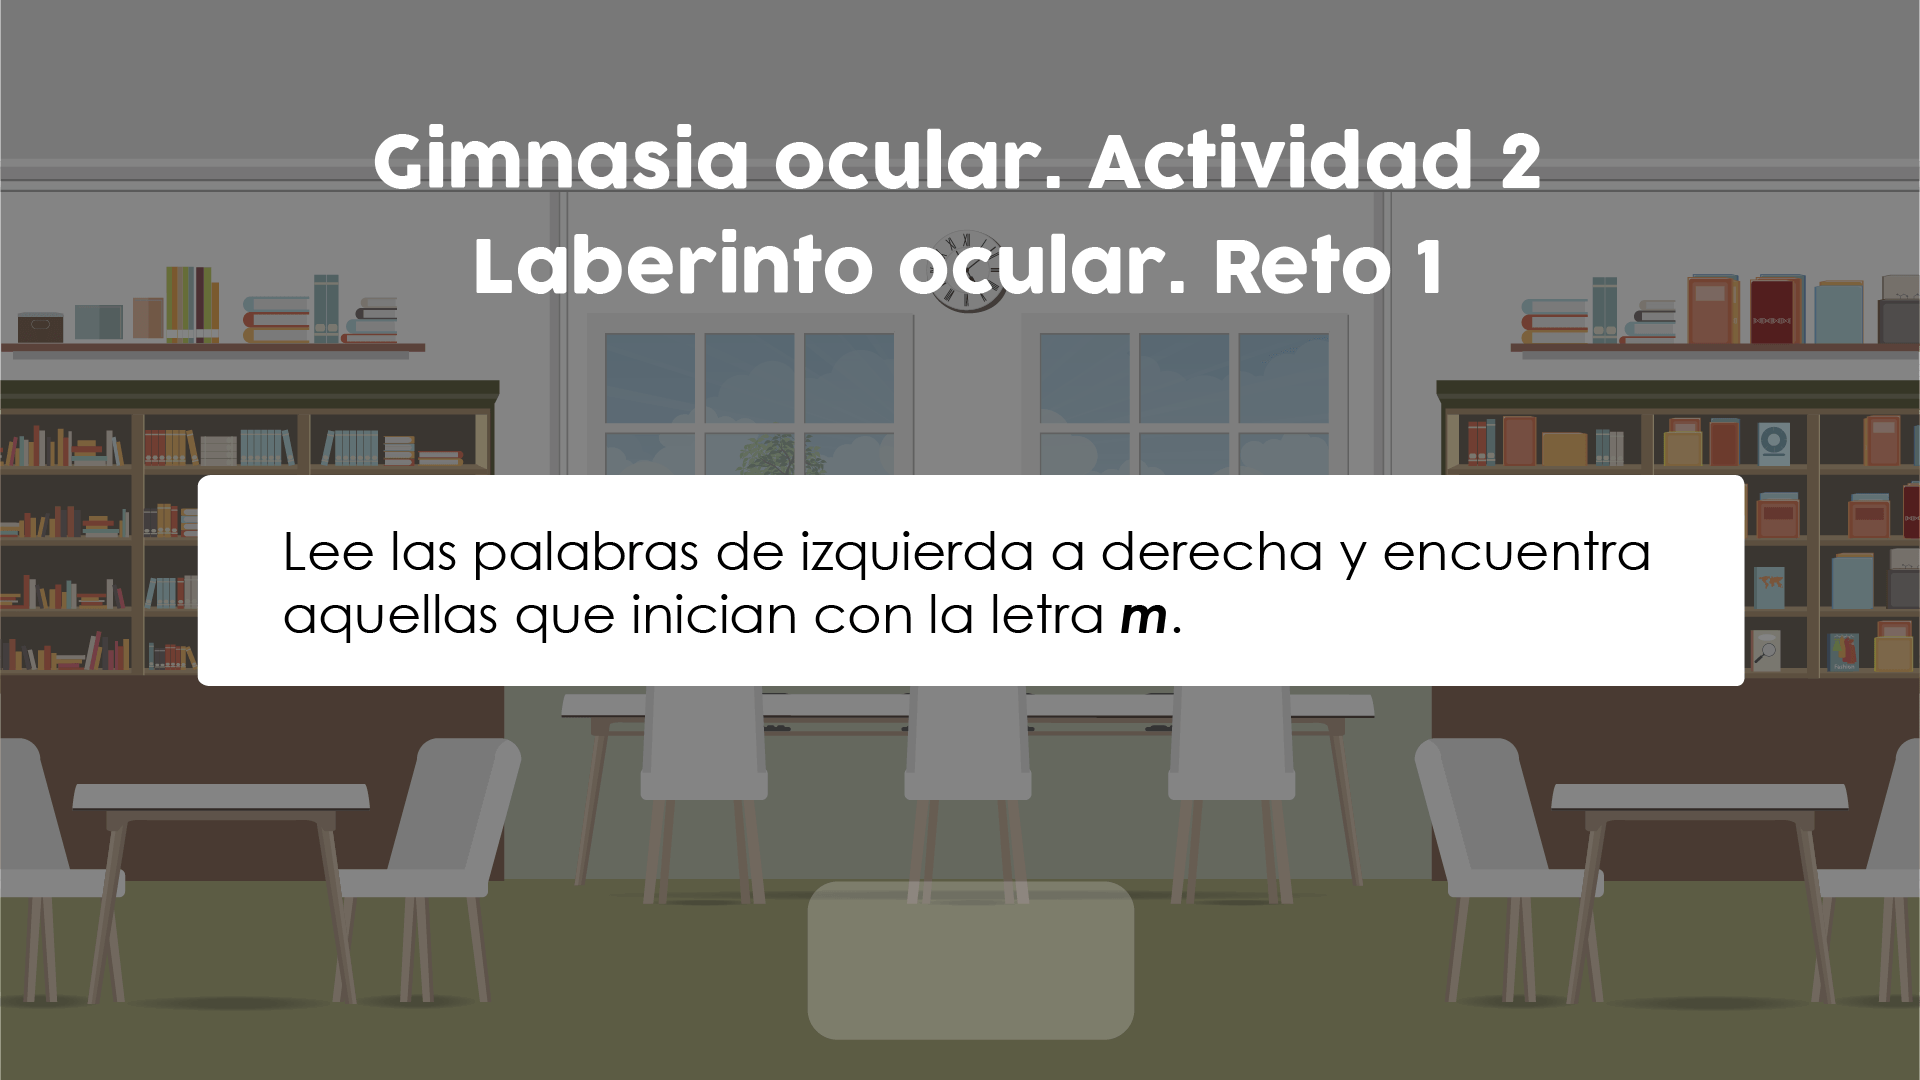 Gimnasia ocular. Actividad 2
Laberinto ocular. Reto 1
Lee las palabras de izquierda a derecha y encuentra
aquellas que inician con la letra m.